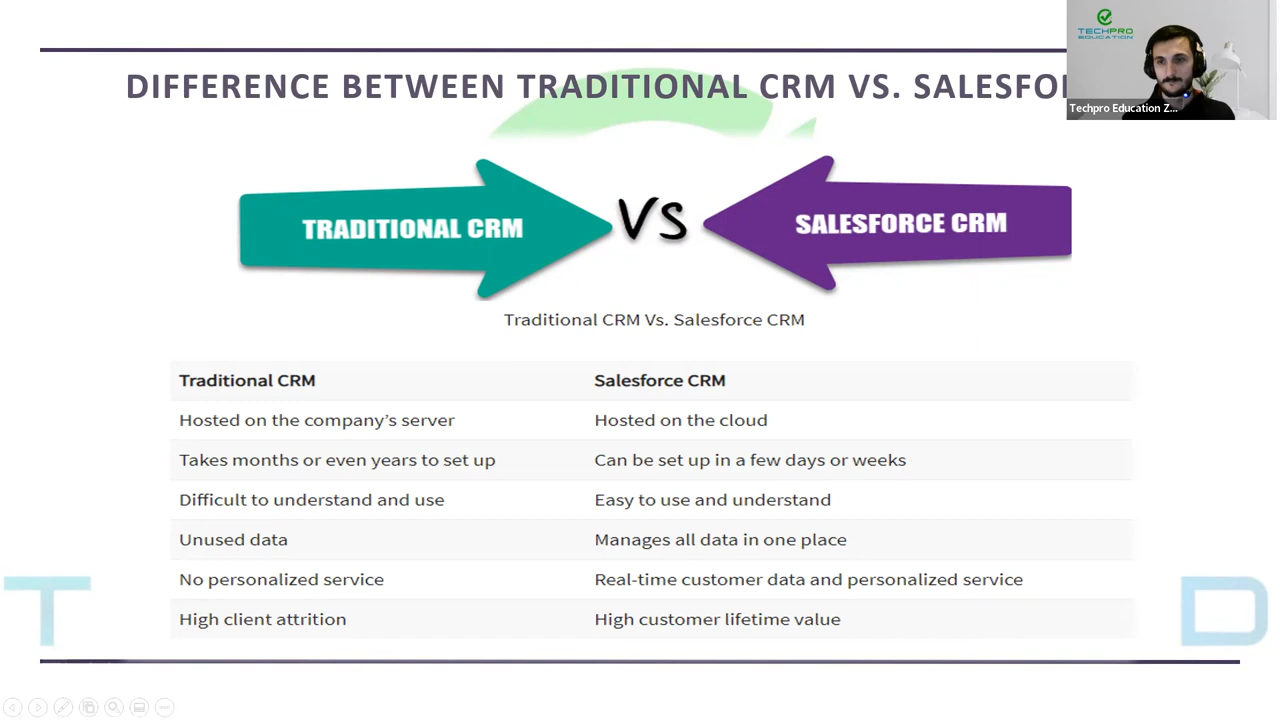 TECHPRO
EDUCATION
Techpro Education Z...
DIFFERENCE BETWEEN TRADITIONAL CRM VS. SALESFO
TRADITIONAL CRM
VS
SALESFORCE CRM
Traditional CRM Vs. Salesforce CRM
Traditional CRM Salesforce CRM
Hosted on the company’s server Hosted on the cloud
Takes months or even years to set up Can be set up in a few days or weeks
Difficult to understand and use Easy to use and understand
Unused data Manages all data in one place
No personalized service Real-time customer data and personalized service
High client attrition High customer lifetime value
T D